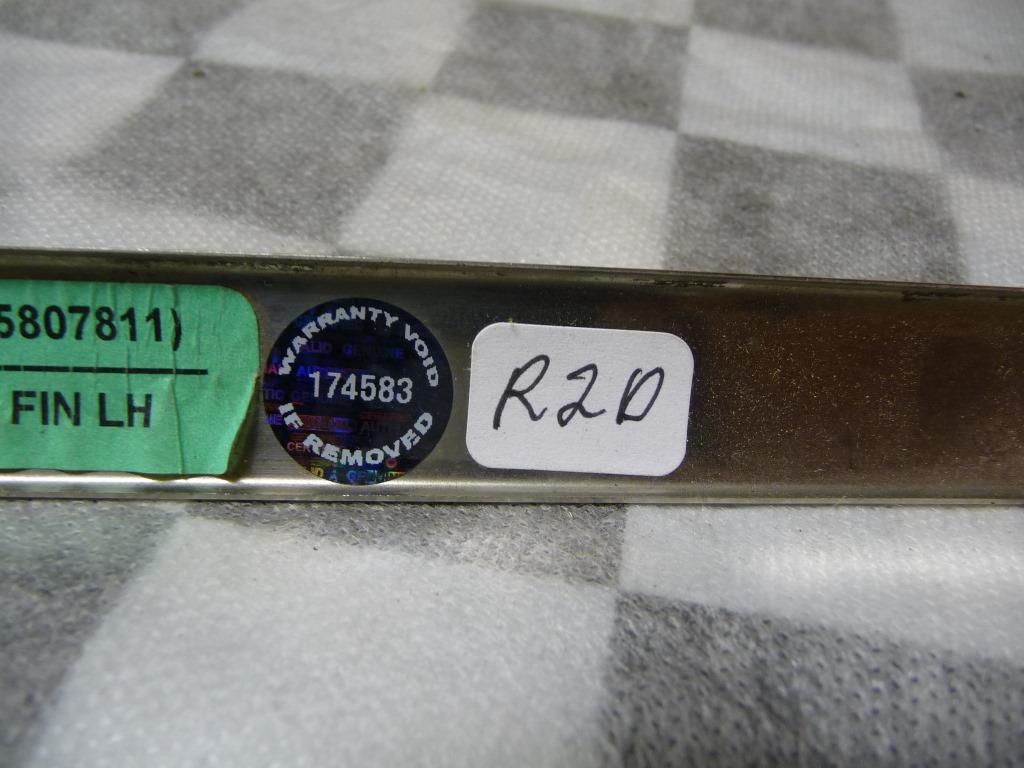 5807811)
FIN LH
WARRANTY VOID
174583
IF REMOVED
R2D